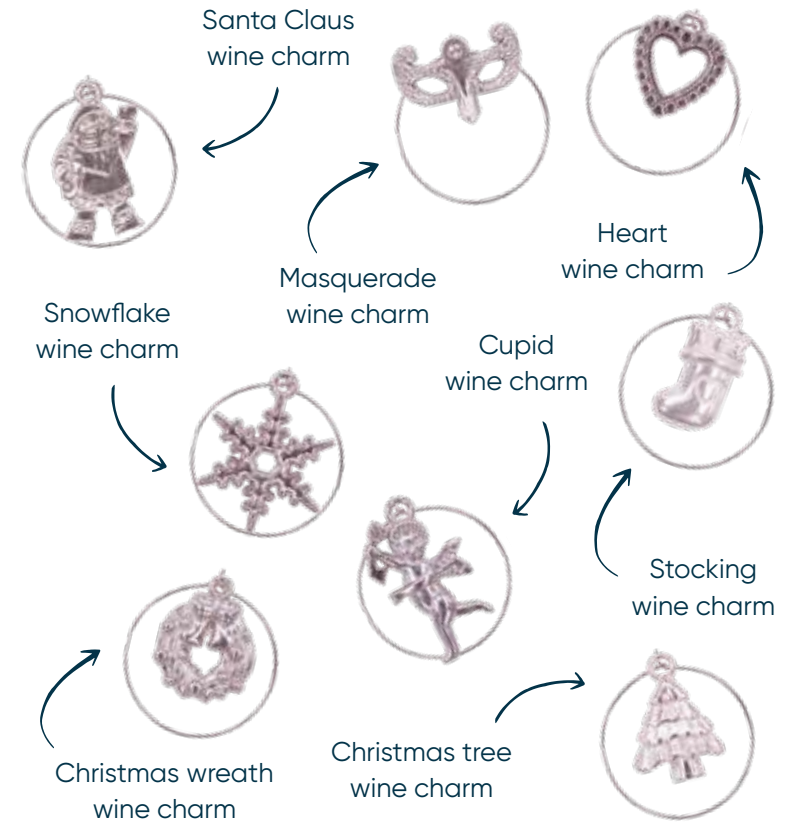 Santa Claus
wine charm
Masquerade
wine charm
Heart
wine charm
Snowflake
wine charm
Cupid
wine charm
Stocking
wine charm
Christmas wreath
wine charm
Christmas tree
wine charm